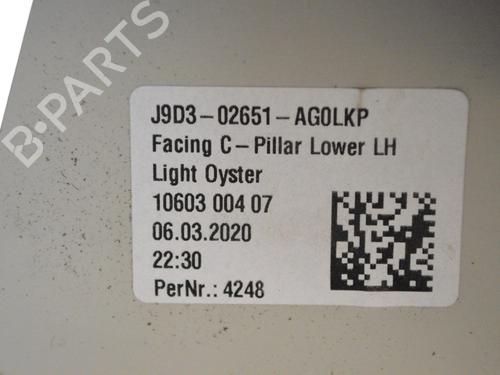 B-PARTS
J9D3-02651-AG0LKP
Facing C-Pillar Lower LH
Light Oyster
10603 004 07
06.03.2020
22:30
PerNr.: 4248